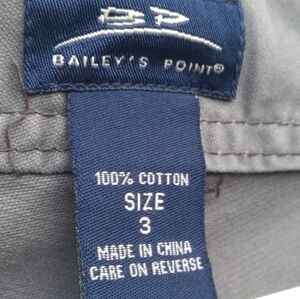 BP
BAILEY'S POINT®
100% COTTON
SIZE
3
MADE IN CHINA
CARE ON REVERSE